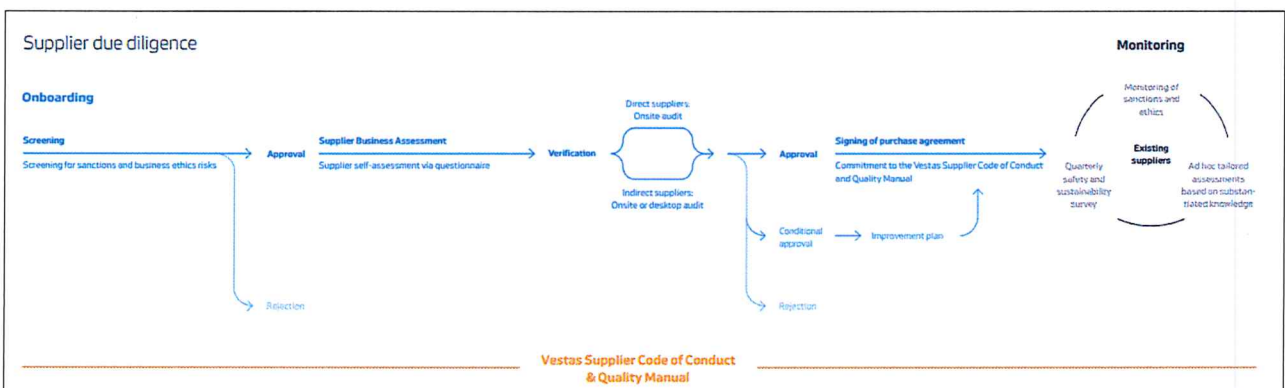 Supplier due diligence
Monitoring
Onboarding
Screening
Screening for sanctions and business ethics risks
Approval
Rejection
Supplier Business Assessment
Supplier self-assessment via questionnaire
Verification
Direct suppliers:
Onsite audit
Indirect suppliers:
Onsite or desktop audit
Approval
Conditional
approval
Improvement plan
Rejection
Signing of purchase agreement
Commitment to the Vestas Supplier Code of Conduct
and Quality Manual
Monitoring of
sanctions and
ethics
Existing
suppliers
Quarterly
safety and
sustainability
survey
Ad hoc tailored
assessments
based on substan-
tiated knowledge
Vestas Supplier Code of Conduct
& Quality Manual